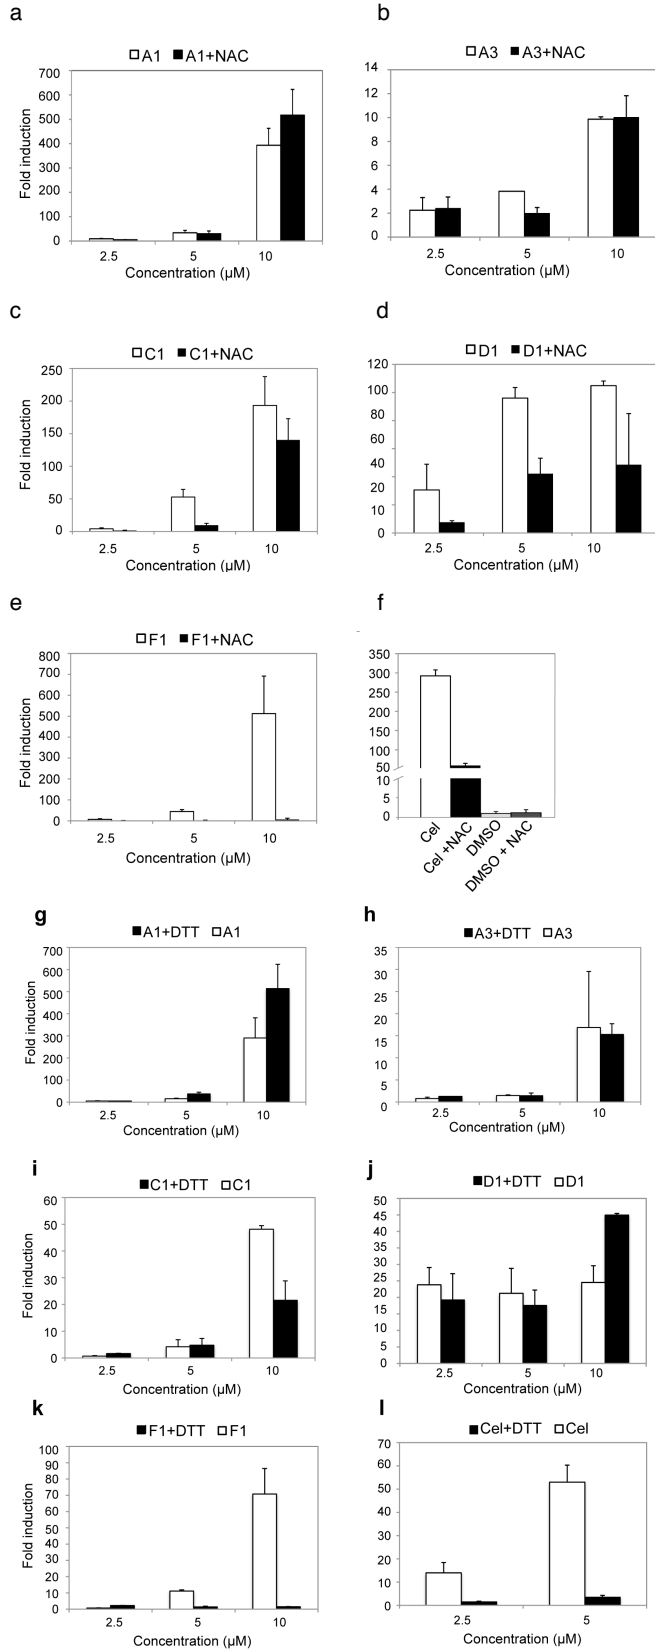 a
A1 A1+NAC
Fold induction
700
600
500
400
300
200
100
0
2.5 5 10
Concentration (µM)
b
A3 A3+NAC
14
12
10
8
6
4
2
0
2.5 5 10
Concentration (µM)
c
C1 C1+NAC
Fold induction
250
200
150
100
50
0
2.5 5 10
Concentration (µM)
d
D1 D1+NAC
120
100
80
60
40
20
10
0
2.5 5 10
Concentration (µM)
e
F1 F1+NAC
Fold induction
800
700
600
500
400
300
200
100
0
2.5 5 10
Concentration (µM)
f
350
300
250
200
150
100
50
10
5
0
Cel
Cel +NAC
DMSO
DMSO + NAC
g
A1+DTT A1
Fold induction
700
600
500
400
300
200
100
0
2.5 5 10
Concentration (µM)
h
A3+DTT A3
35
30
25
20
15
10
5
0
2.5 5 10
Concentration (µM)
i
C1+DTT C1
Fold induction
60
50
40
30
20
10
0
2.5 5 10
Concentration (µM)
j
D1+DTT D1
50
45
40
35
30
25
20
15
10
5
0
2.5 5 10
Concentration (µM)
k
F1+DTT F1
Fold induction
100
90
80
70
60
50
40
30
20
10
0
2.5 5 10
Concentration (µM)
l
Cel+DTT Cel
70
60
50
40
30
20
10
0
2.5 5
Concentration (µM)